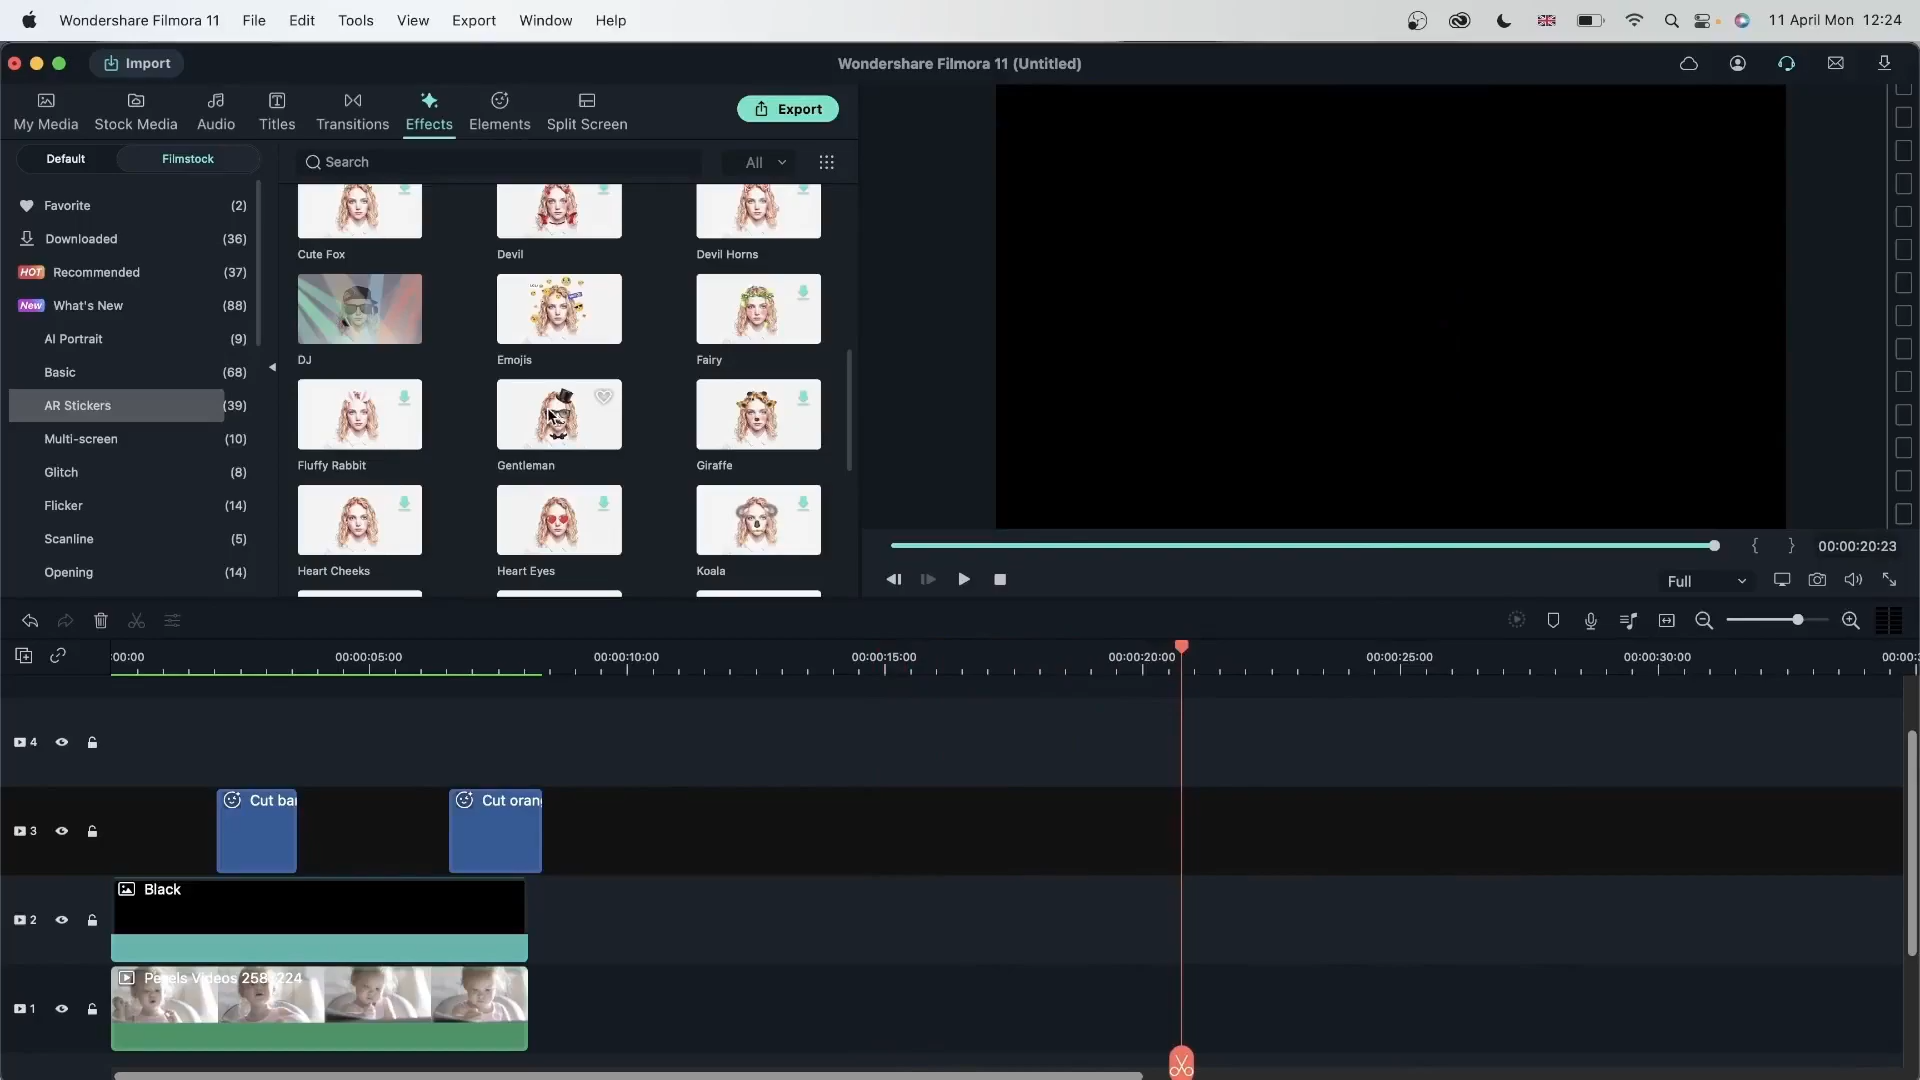 Wondershare Filmora 11 File Edit Tools View Export Window Help 11 April Mon 12:24
Import Wondershare Filmora 11 (Untitled)
My Media Stock Media Audio Titles Transitions Effects Elements Split Screen Export
Default Filmstock Search All
Favorite (2)
Downloaded (36)
HOT Recommended (37)
New What's New (88)
AI Portrait (9)
Basic (68)
AR Stickers (39)
Multi-screen (10)
Glitch (8)
Flicker (14)
Scanline (5)
Opening (14)
Cute Fox Devil Devil Horns
DJ Emojis Fairy
Fluffy Rabbit Gentleman Giraffe
Heart Cheeks Heart Eyes Koala
{ } 00:00:20:23
Full
:00:00 00:00:05:00 00:00:10:00 00:00:15:00 00:00:20:00 00:00:25:00 00:00:30:00 00:00:
4
3 Cut ba Cut oran
2 Black
1 Pexels Videos 258 224